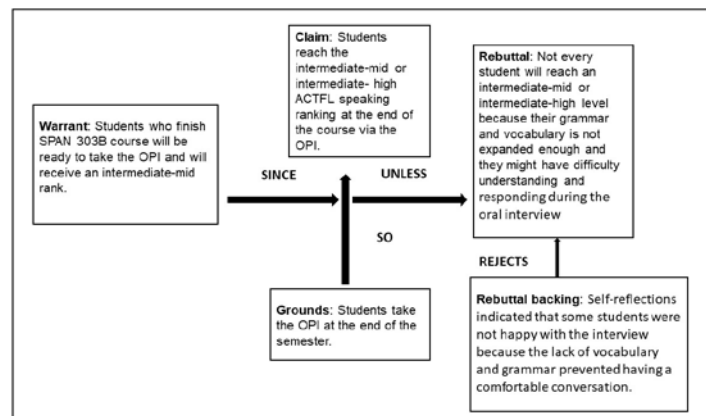 Claim: Students
reach the
intermediate-mid or
intermediate- high
ACTFL speaking
ranking at the end of
the course via the
OPI.
Rebuttal: Not every
student will reach an
intermediate-mid or
intermediate-high level
because their grammar
and vocabulary is not
expanded enough and
they might have difficulty
understanding and
responding during the
oral interview
Warrant: Students who finish
SPAN 303B course will be
ready to take the OPI and will
receive an intermediate-mid
rank.
SINCE
UNLESS
SO
REJECTS
Grounds: Students take
the OPI at the end of the
semester.
Rebuttal backing: Self-reflections
indicated that some students were
not happy with the interview
because the lack of vocabulary
and grammar prevented having a
comfortable conversation.